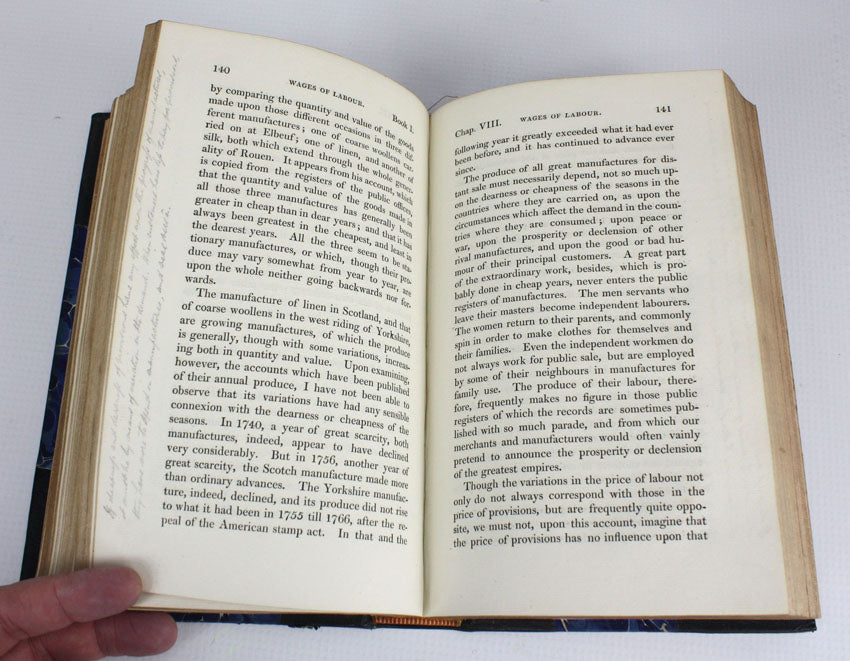 140
WAGES OF LABOUR.
Book I.
by comparing the quantity and value of the goods
made upon those different occasions in three dif-
ferent manufactures; one of coarse woollens car-
ried on at Elbeuf; one of linen, and another of
silk, both which extend through the whole gener-
ality of Rouen. It appears from his account, which
is copied from the registers of the public offices,
that the quantity and value of the goods made in
all those three manufactures has generally been
greater in cheap than in dear years; and that it has
always been greatest in the cheapest, and least in
the dearest years. All the three seem to be sta-
tionary manufactures, or which, though their pro-
duce may vary somewhat from year to year, are
upon the whole neither going backwards nor for-
wards.
The manufacture of linen in Scotland, and that
of coarse woollens in the west riding of Yorkshire,
are growing manufactures, of which the produce
is generally, though with some variations, increas-
ing both in quantity and value. Upon examining,
however, the accounts which have been published
of their annual produce, I have not been able to
observe that its variations have had any sensible
connexion with the dearness or cheapness of the
seasons. In 1740, a year of great scarcity, both
manufactures, indeed, appear to have declined
very considerably. But in 1756, another year of
great scarcity, the Scotch manufacture made more
than ordinary advances. The Yorkshire manufac-
ture, indeed, declined, and its produce did not rise
to what it had been in 1755 till 1766, after the re-
peal of the American stamp act. In that and the
Chap. VIII.
WAGES OF LABOUR.
141
following year it greatly exceeded what it had ever
been before, and it has continued to advance ever
since.
The produce of all great manufactures for dis-
tant sale must necessarily depend, not so much up-
on the dearness or cheapness of the seasons in the
countries where they are carried on, as upon the
circumstances which affect the demand in the coun-
tries where they are consumed; upon peace or
war, upon the prosperity or declension of other
rival manufactures, and upon the good or bad hu-
mour of their principal customers. A great part
of the extraordinary work, besides, which is pro-
bably done in cheap years, never enters the public
registers of manufactures. The men servants who
leave their masters become independent labourers.
The women return to their parents, and commonly
spin in order to make clothes for themselves and
their families. Even the independent workmen do
not always work for public sale, but are employed
by some of their neighbours in manufactures for
family use. The produce of their labour, there-
fore, frequently makes no figure in those public
registers of which the records are sometimes pub-
lished with so much parade, and from which our
merchants and manufacturers would often vainly
pretend to announce the prosperity or declension
of the greatest empires.
Though the variations in the price of labour not
only do not always correspond with those in the
price of provisions, but are frequently quite oppo-
site, we must not, upon this account, imagine that
the price of provisions has no influence upon that